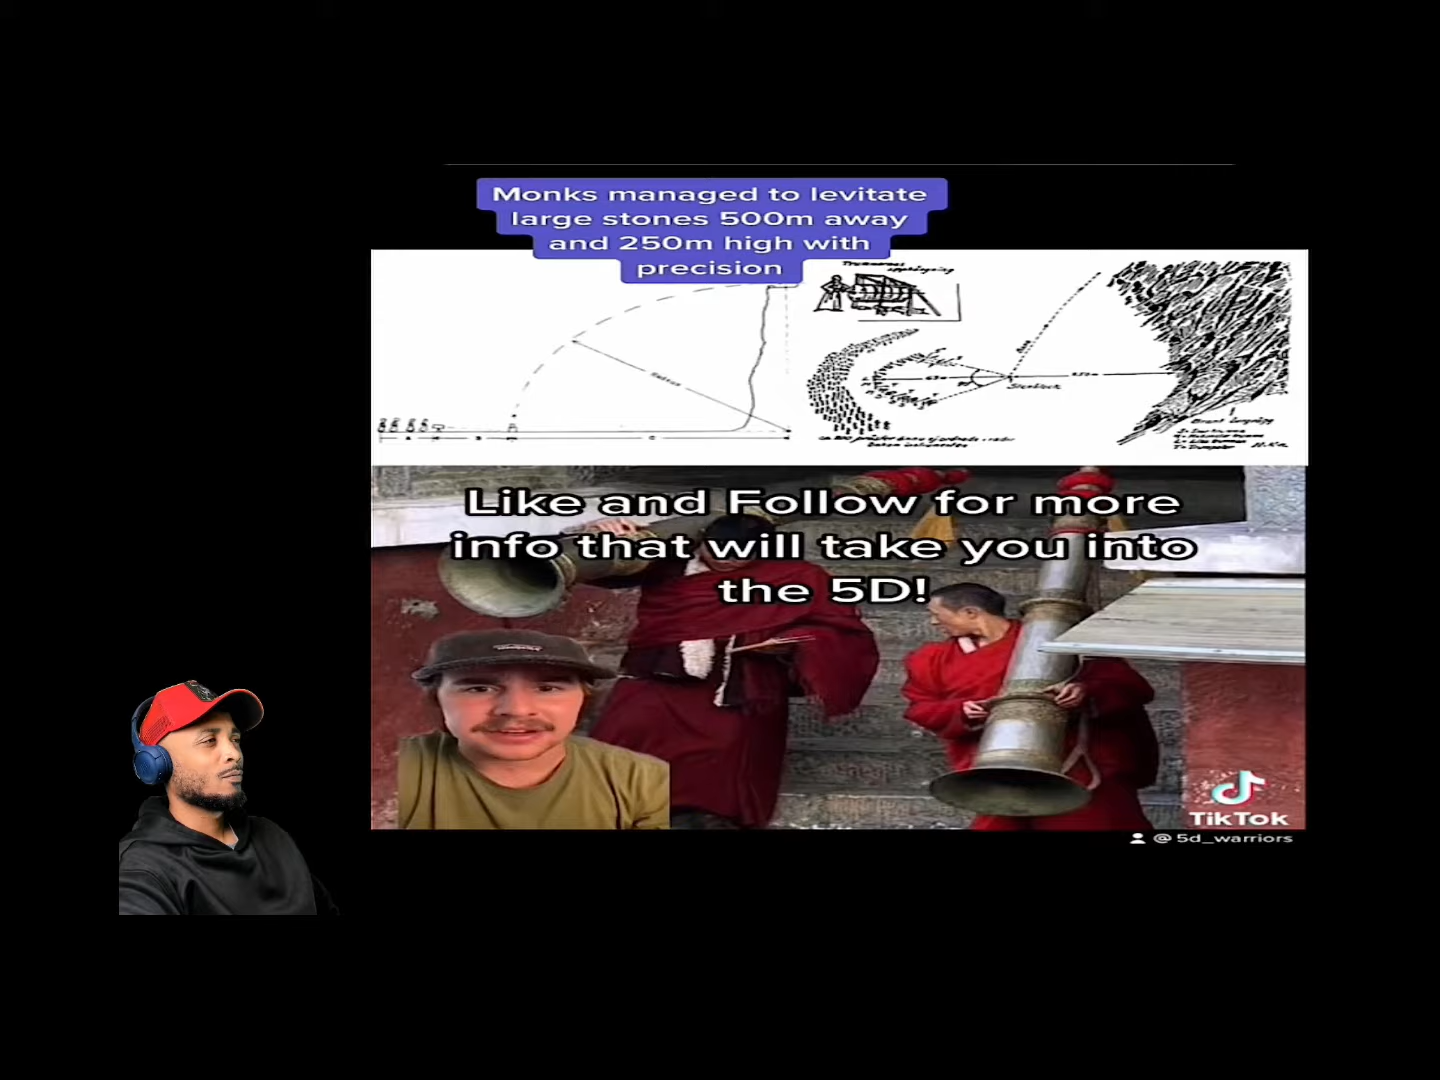 Monks managed to levitate
large stones 500m away
and 250m high with
precision
Like and Follow for more
info that will take you into
the 5D!
TikTok
@ 5d_warriors